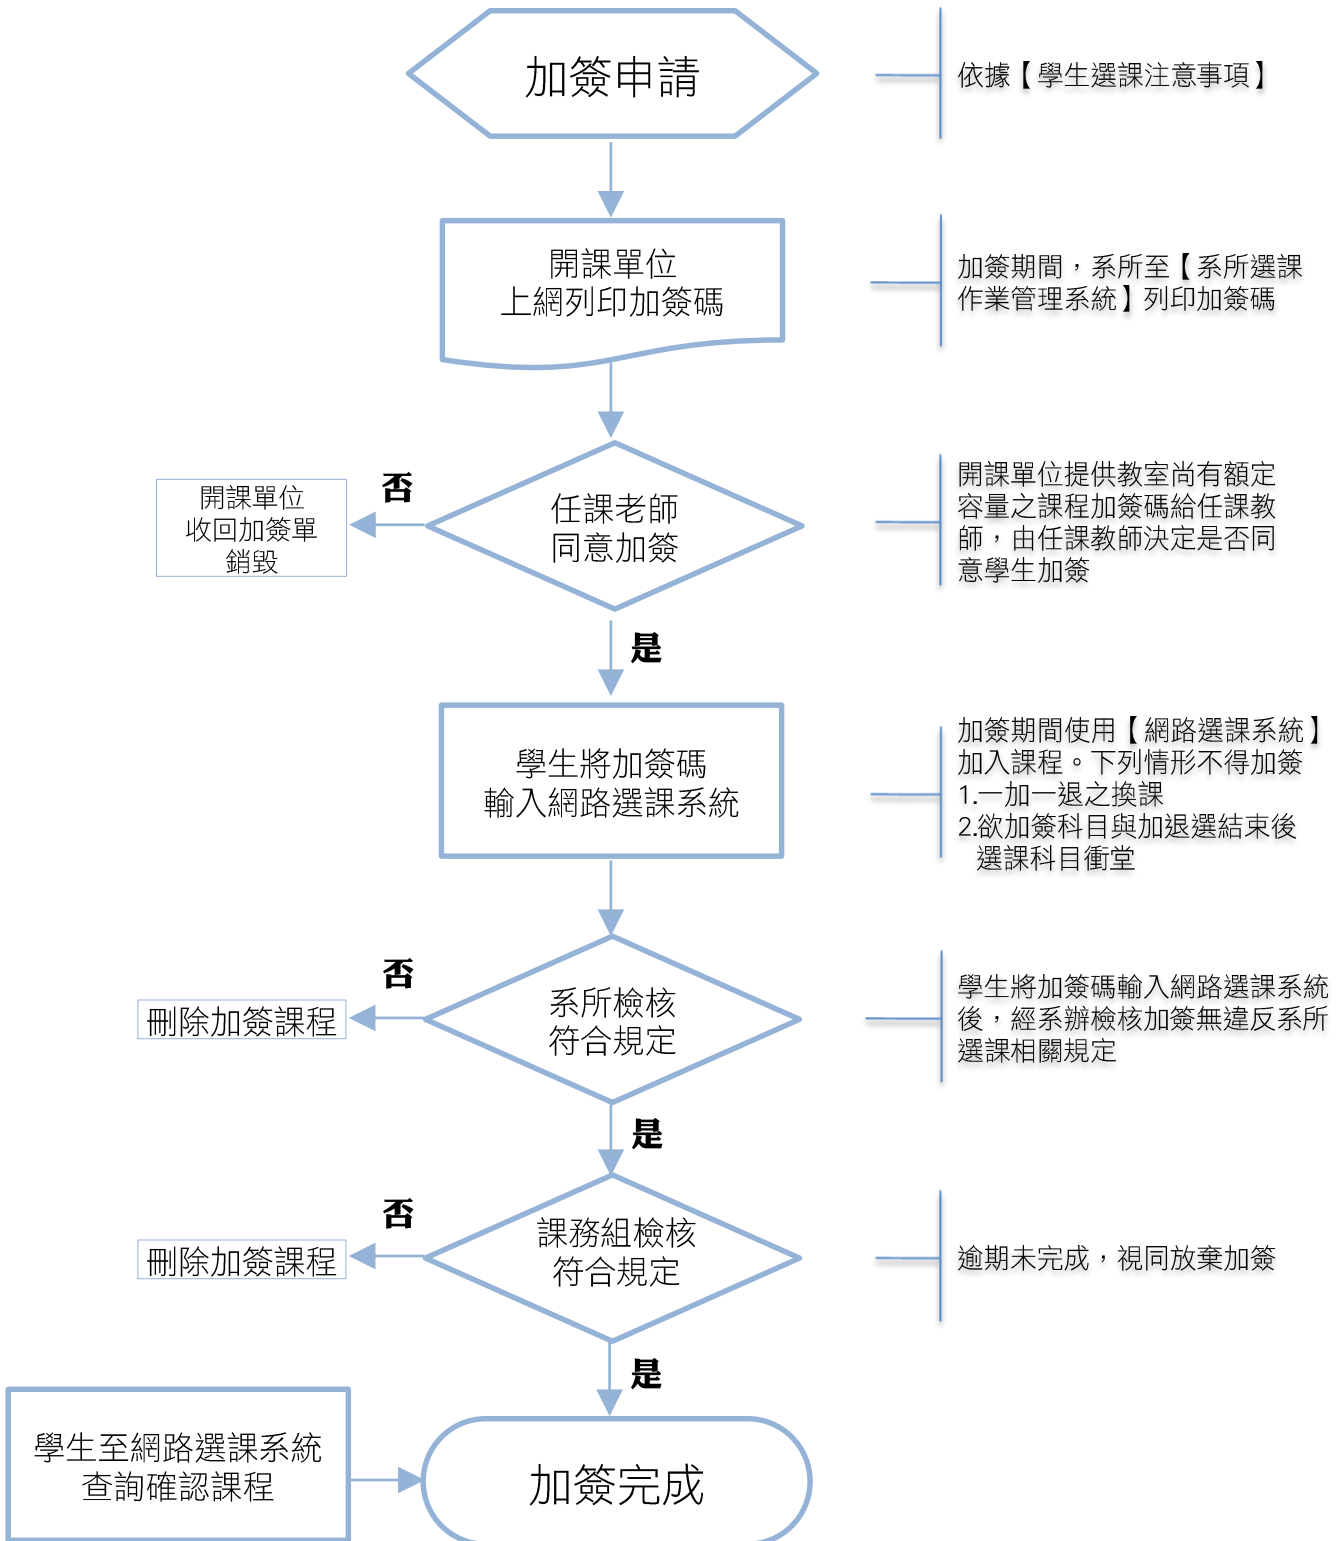 加簽申請
依據【學生選課注意事項】
開課單位
上網列印加簽碼
加簽期間，系所至【系所選課
作業管理系統】列印加簽碼
否
開課單位
收回加簽單
銷毀
任課老師
同意加簽
開課單位提供教室尚有額定
容量之課程加簽碼給任課教
師，由任課教師決定是否同
意學生加簽
是
學生將加簽碼
輸入網路選課系統
加簽期間使用【網路選課系統】
加入課程。下列情形不得加簽
1.一加一退之換課
2.欲加簽科目與加退選結束後
選課科目衝堂
否
刪除加簽課程
系所檢核
符合規定
學生將加簽碼輸入網路選課系統
後，經系辦檢核加簽無違反系所
選課相關規定
是
否
刪除加簽課程
課務組檢核
符合規定
逾期未完成，視同放棄加簽
是
學生至網路選課系統
查詢確認課程
加簽完成